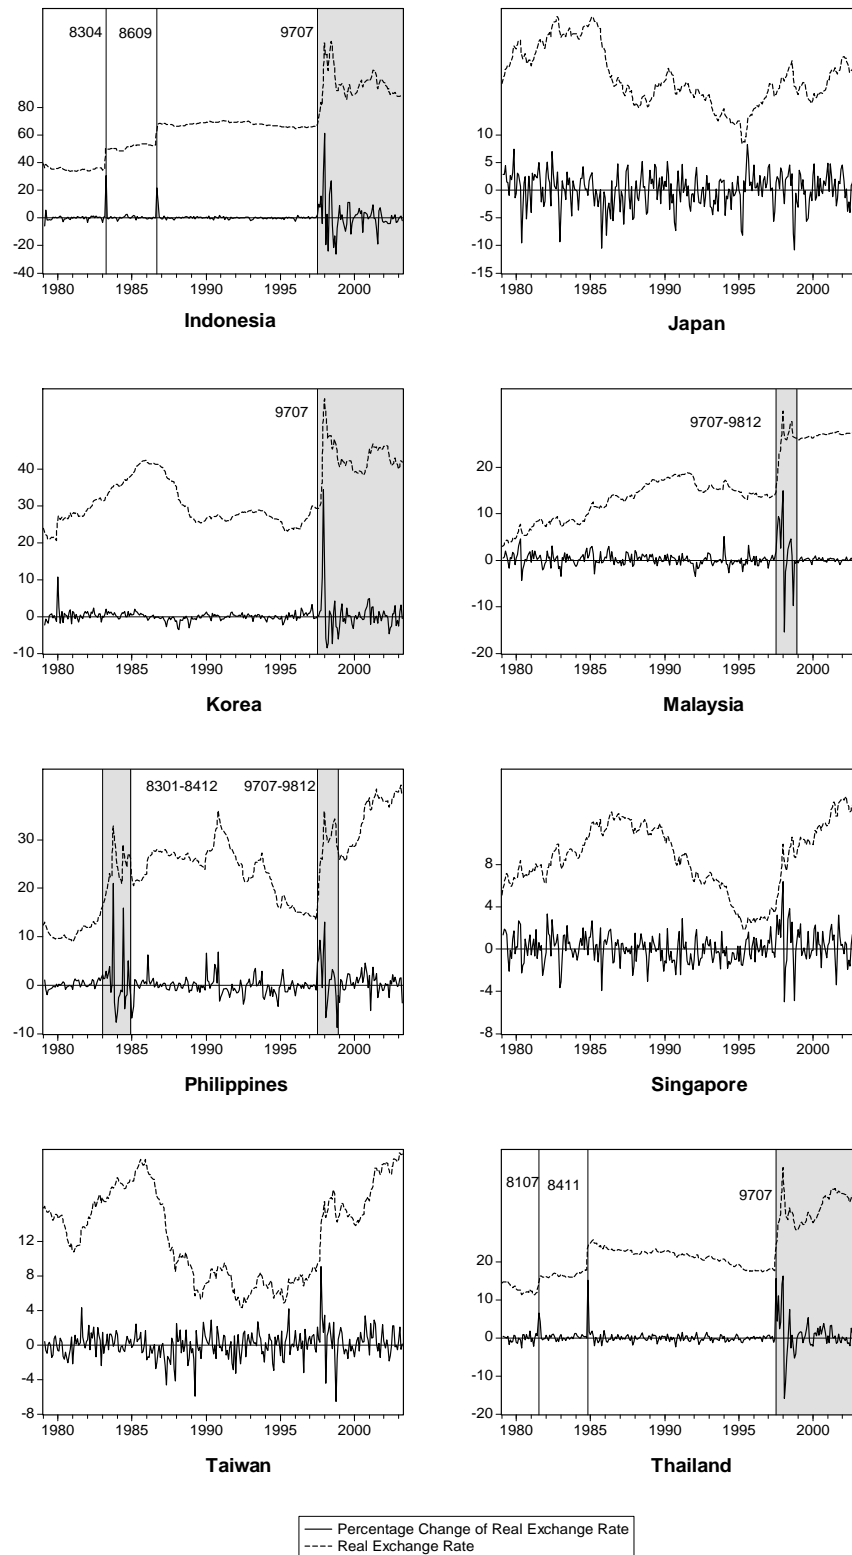 8304 8609 9707
80
60
40
20
0
-20
-40
1980 1985 1990 1995 2000
Indonesia
10
5
0
-5
-10
-15
1980 1985 1990 1995 2000
Japan
9707
40
30
20
10
0
-10
1980 1985 1990 1995 2000
Korea
9707-9812
20
10
0
-10
-20
1980 1985 1990 1995 2000
Malaysia
8301-8412 9707-9812
30
20
10
0
-10
1980 1985 1990 1995 2000
Philippines
8
4
0
-4
-8
1980 1985 1990 1995 2000
Singapore
12
8
4
0
-4
-8
1980 1985 1990 1995 2000
Taiwan
8107 8411 9707
20
10
0
-10
-20
1980 1985 1990 1995 2000
Thailand
Percentage Change of Real Exchange Rate
Real Exchange Rate